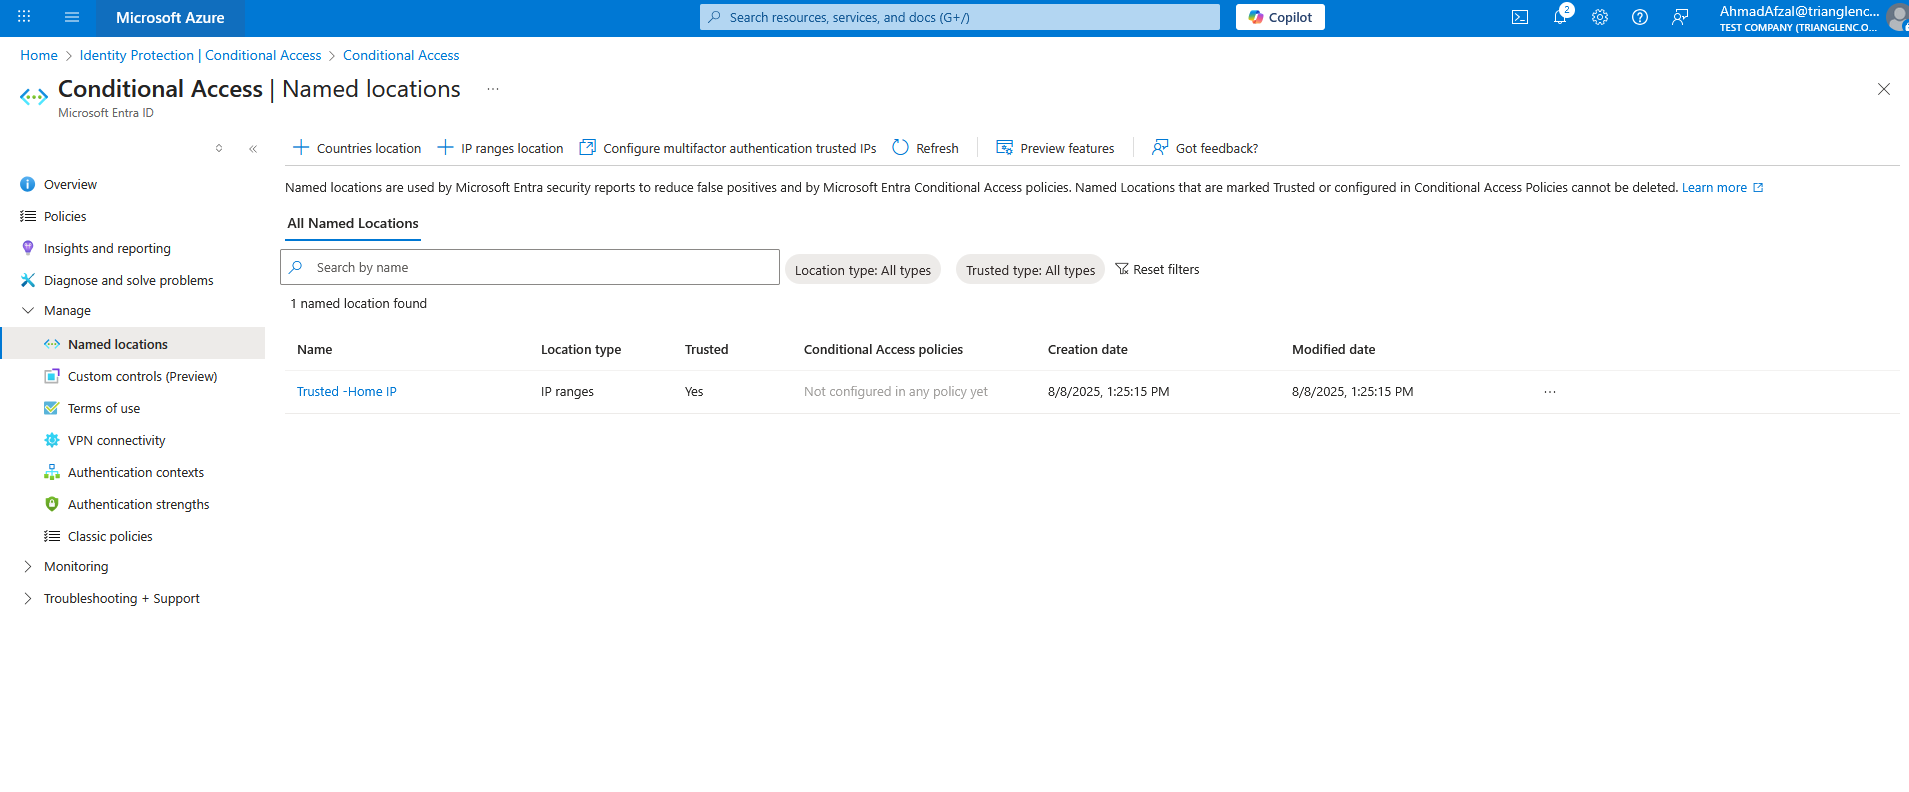 Microsoft Azure
Search resources, services, and docs (G+/)
Copilot
2
AhmadAfzal@trianglenc...
TEST COMPANY (TRIANGLENC.O...
Home > Identity Protection | Conditional Access > Conditional Access
Conditional Access | Named locations ...
Microsoft Entra ID
Overview
Policies
Insights and reporting
Diagnose and solve problems
Manage
Named locations
Custom controls (Preview)
Terms of use
VPN connectivity
Authentication contexts
Authentication strengths
Classic policies
Monitoring
Troubleshooting + Support
Countries location
IP ranges location
Configure multifactor authentication trusted IPs
Refresh
Preview features
Got feedback?
Named locations are used by Microsoft Entra security reports to reduce false positives and by Microsoft Entra Conditional Access policies. Named Locations that are marked Trusted or configured in Conditional Access Policies cannot be deleted. Learn more
All Named Locations
Search by name
Location type: All types
Trusted type: All types
Reset filters
1 named location found
Name Location type Trusted Conditional Access policies Creation date Modified date
Trusted -Home IP IP ranges Yes Not configured in any policy yet 8/8/2025, 1:25:15 PM 8/8/2025, 1:25:15 PM ...